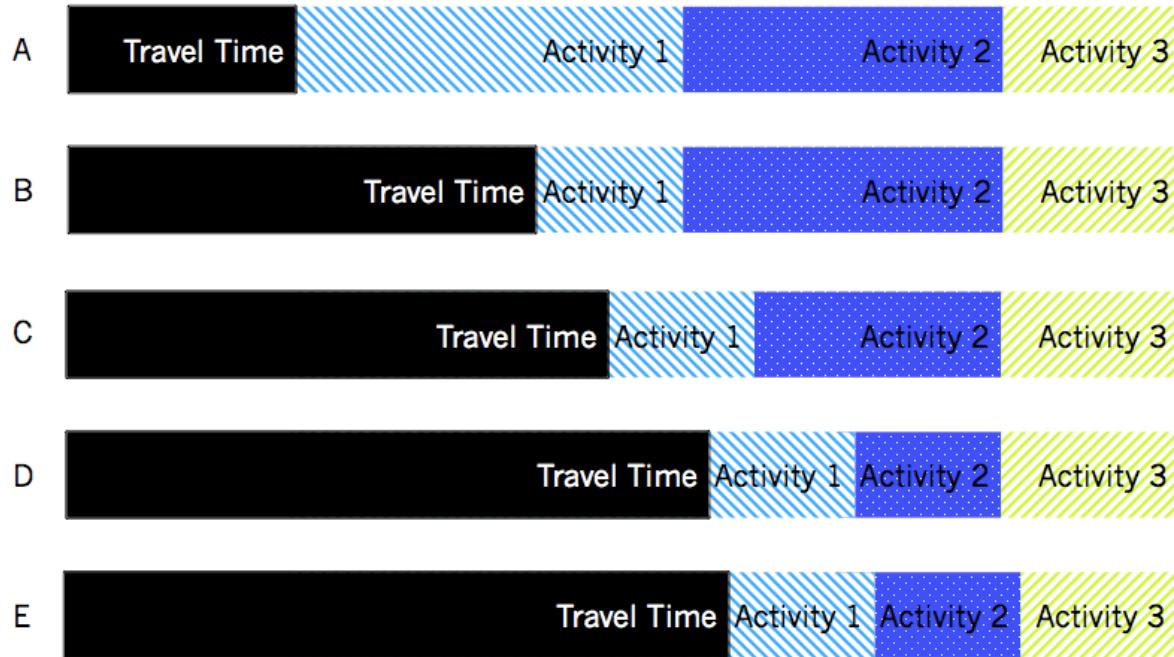 A Travel Time Activity 1 Activity 2 Activity 3
B Travel Time Activity 1 Activity 2 Activity 3
C Travel Time Activity 1 Activity 2 Activity 3
D Travel Time Activity 1 Activity 2 Activity 3
E Travel Time Activity 1 Activity 2 Activity 3